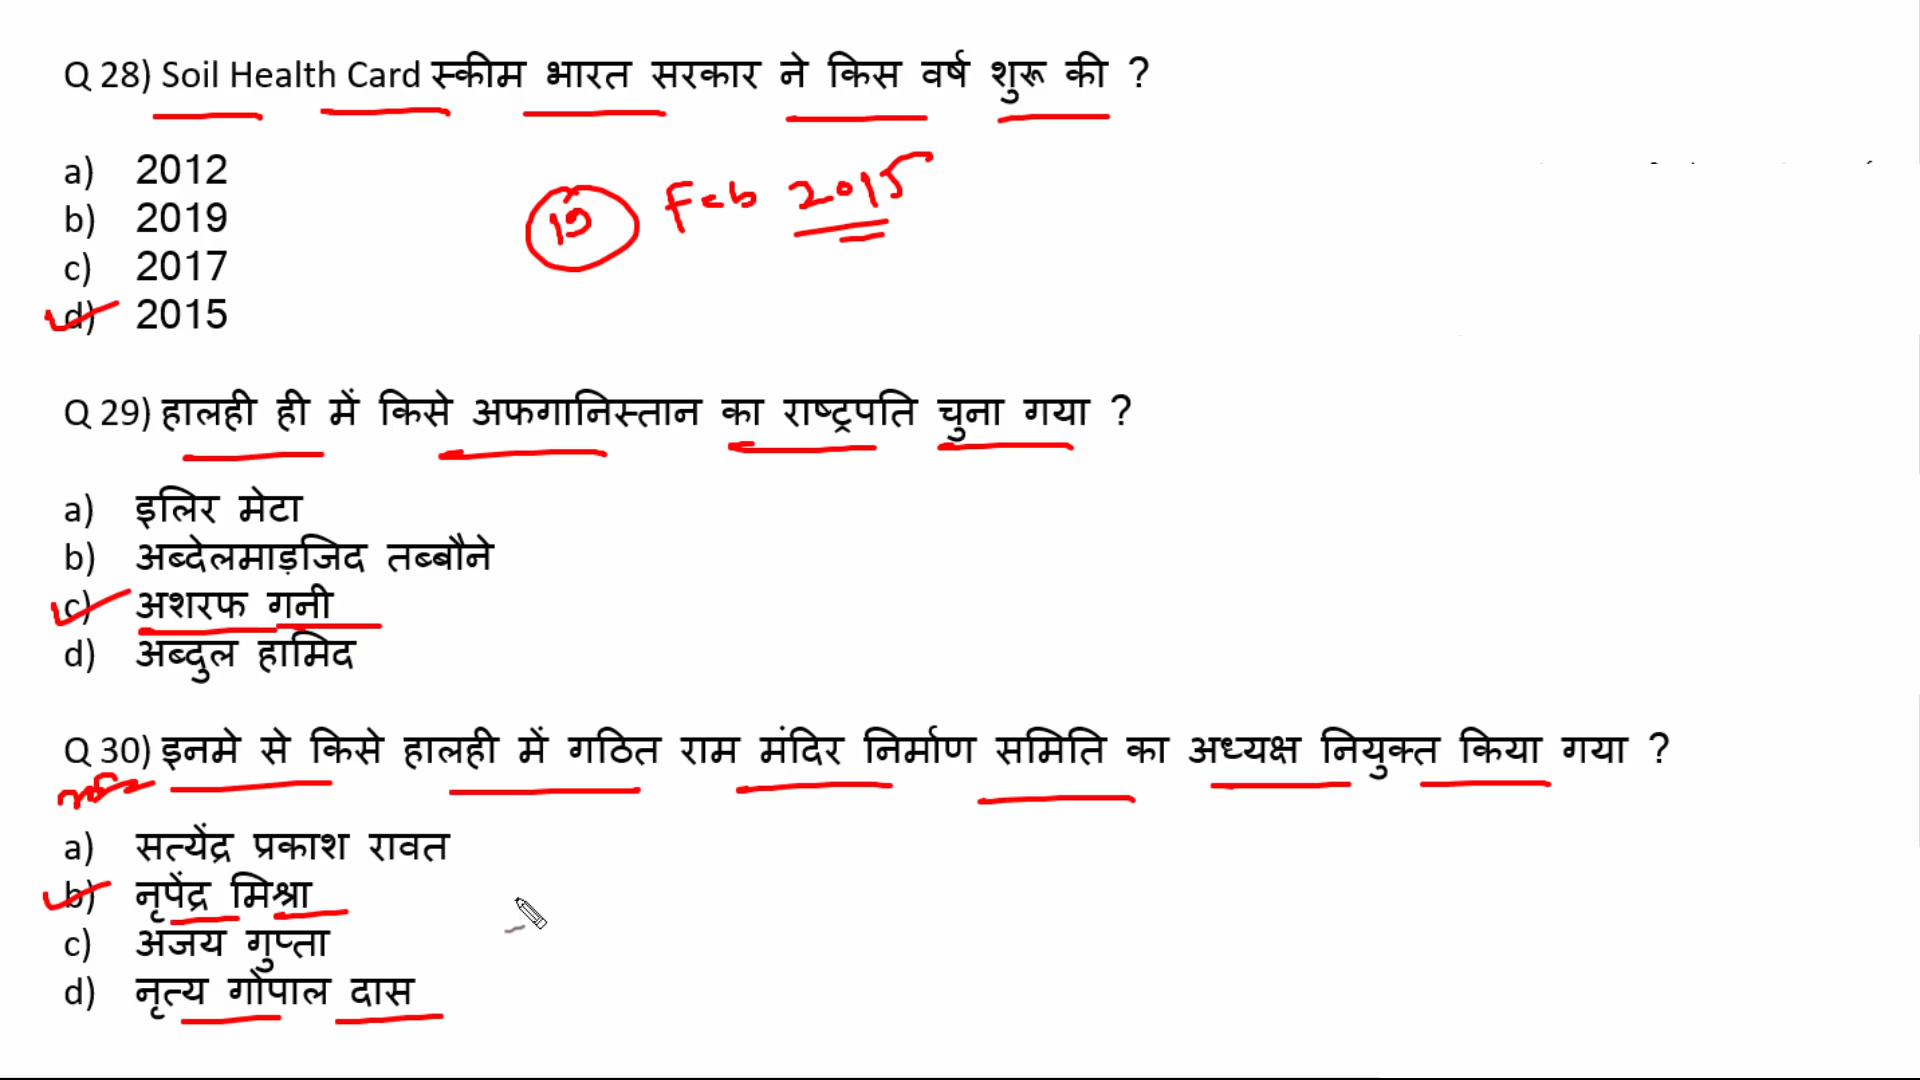 Q 28) Soil Health Card स्कीम भारत सरकार ने किस वर्ष शुरू की ?
a) 2012
19 Feb 2015
b) 2019
c) 2017
d) 2015
Q 29) हालही ही में किसे अफगानिस्तान का राष्ट्रपति चुना गया ?
a) इलिर मेटा
b) अब्देलमाड़जिद तब्बौने
c) अशरफ गनी
d) अब्दुल हामिद
Q 30) इनमे से किसे हालही में गठित राम मंदिर निर्माण समिति का अध्यक्ष नियुक्त किया गया ?
a) सत्येंद्र प्रकाश रावत
b) नृपेंद्र मिश्रा
c) अजय गुप्ता
d) नृत्य गोपाल दास